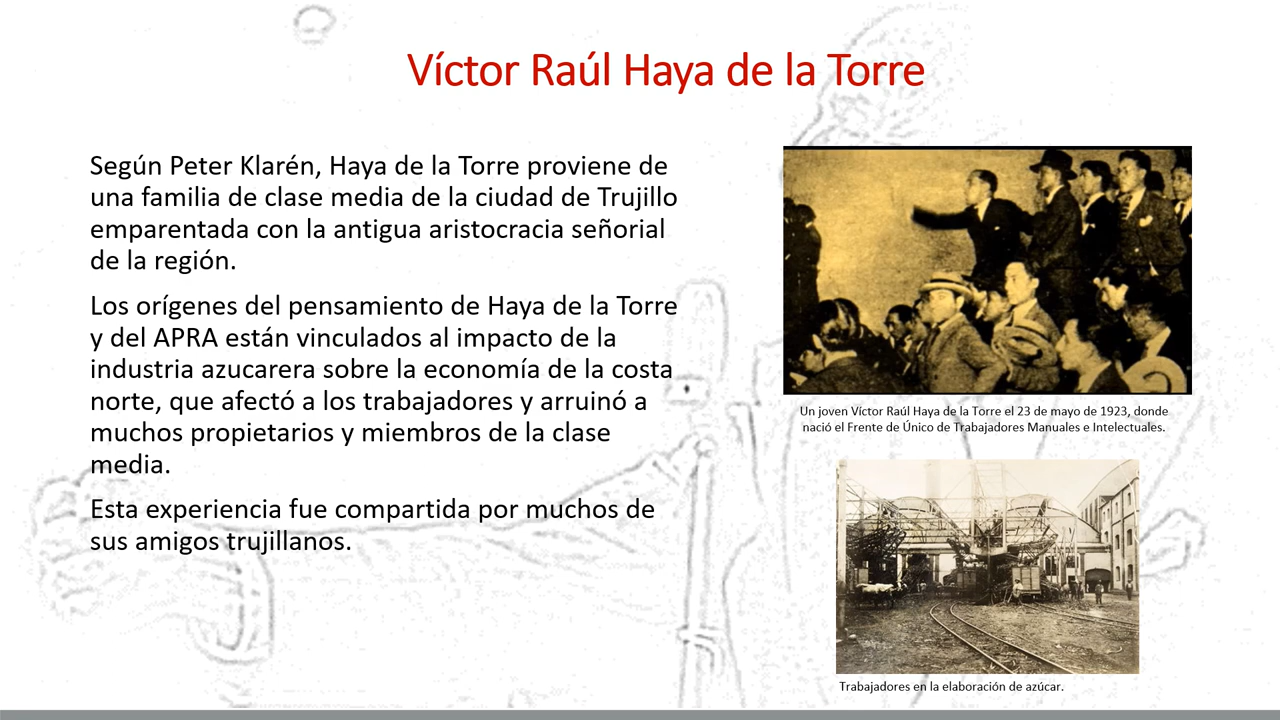 Víctor Raúl Haya de la Torre
Según Peter Klarén, Haya de la Torre proviene de
una familia de clase media de la ciudad de Trujillo
emparentada con la antigua aristocracia señorial
de la región.
Los orígenes del pensamiento de Haya de la Torre
y del APRA están vinculados al impacto de la
industria azucarera sobre la economía de la costa
norte, que afectó a los trabajadores y arruinó a
muchos propietarios y miembros de la clase
media.
Esta experiencia fue compartida por muchos de
sus amigos trujillanos.
Un joven Víctor Raúl Haya de la Torre el 23 de mayo de 1923, donde
nació el Frente de Único de Trabajadores Manuales e Intelectuales.
Trabajadores en la elaboración de azúcar.